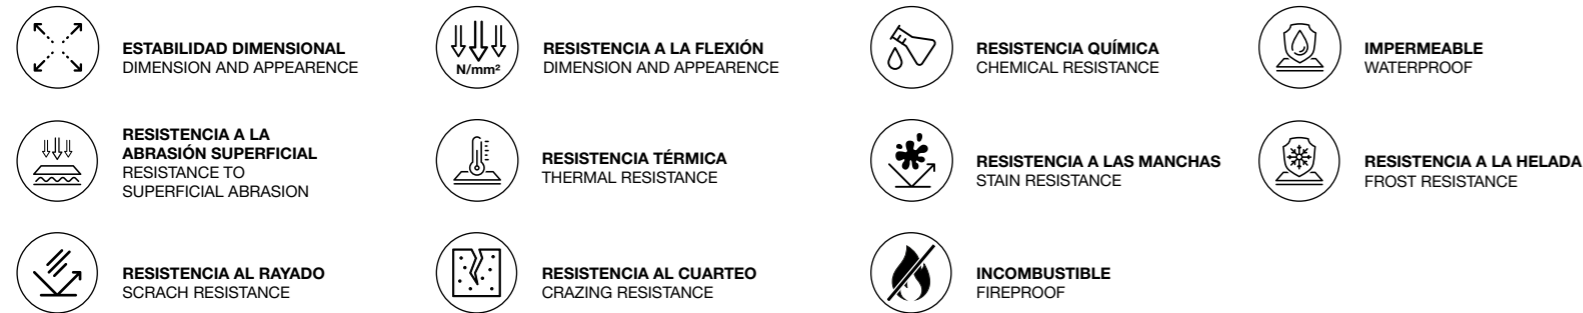 ESTABILIDAD DIMENSIONAL
DIMENSION AND APPEARENCE
N/mm²
RESISTENCIA A LA FLEXIÓN
DIMENSION AND APPEARENCE
RESISTENCIA QUÍMICA
CHEMICAL RESISTANCE
IMPERMEABLE
WATERPROOF
RESISTENCIA A LA
ABRASIÓN SUPERFICIAL
RESISTANCE TO
SUPERFICIAL ABRASION
RESISTENCIA TÉRMICA
THERMAL RESISTANCE
RESISTENCIA A LAS MANCHAS
STAIN RESISTANCE
RESISTENCIA A LA HELADA
FROST RESISTANCE
RESISTENCIA AL RAYADO
SCRACH RESISTANCE
RESISTENCIA AL CUARTEO
CRAZING RESISTANCE
INCOMBUSTIBLE
FIREPROOF